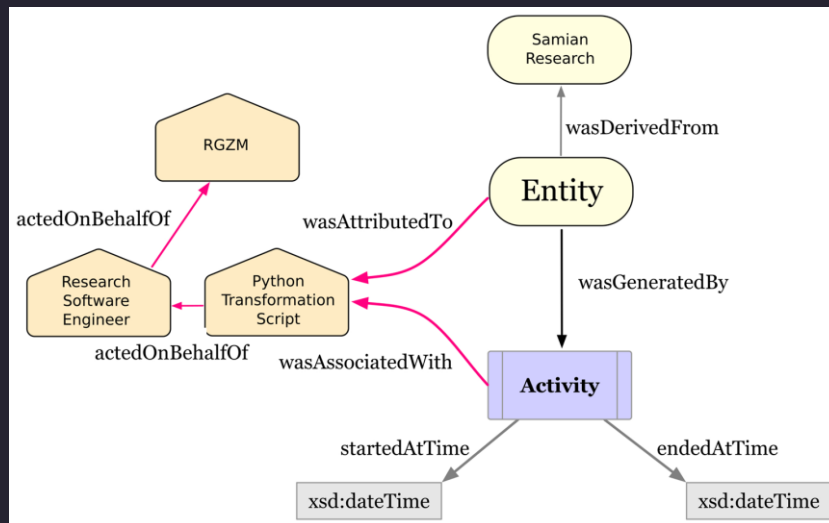 Samian
Research
wasDerivedFrom
RGZM
Entity
actedOnBehalfOf
wasAttributedTo
Research
Software
Engineer
Python
Transformation
Script
wasGeneratedBy
actedOnBehalfOf
wasAssociatedWith
Activity
startedAtTime
endedAtTime
xsd:dateTime
xsd:dateTime